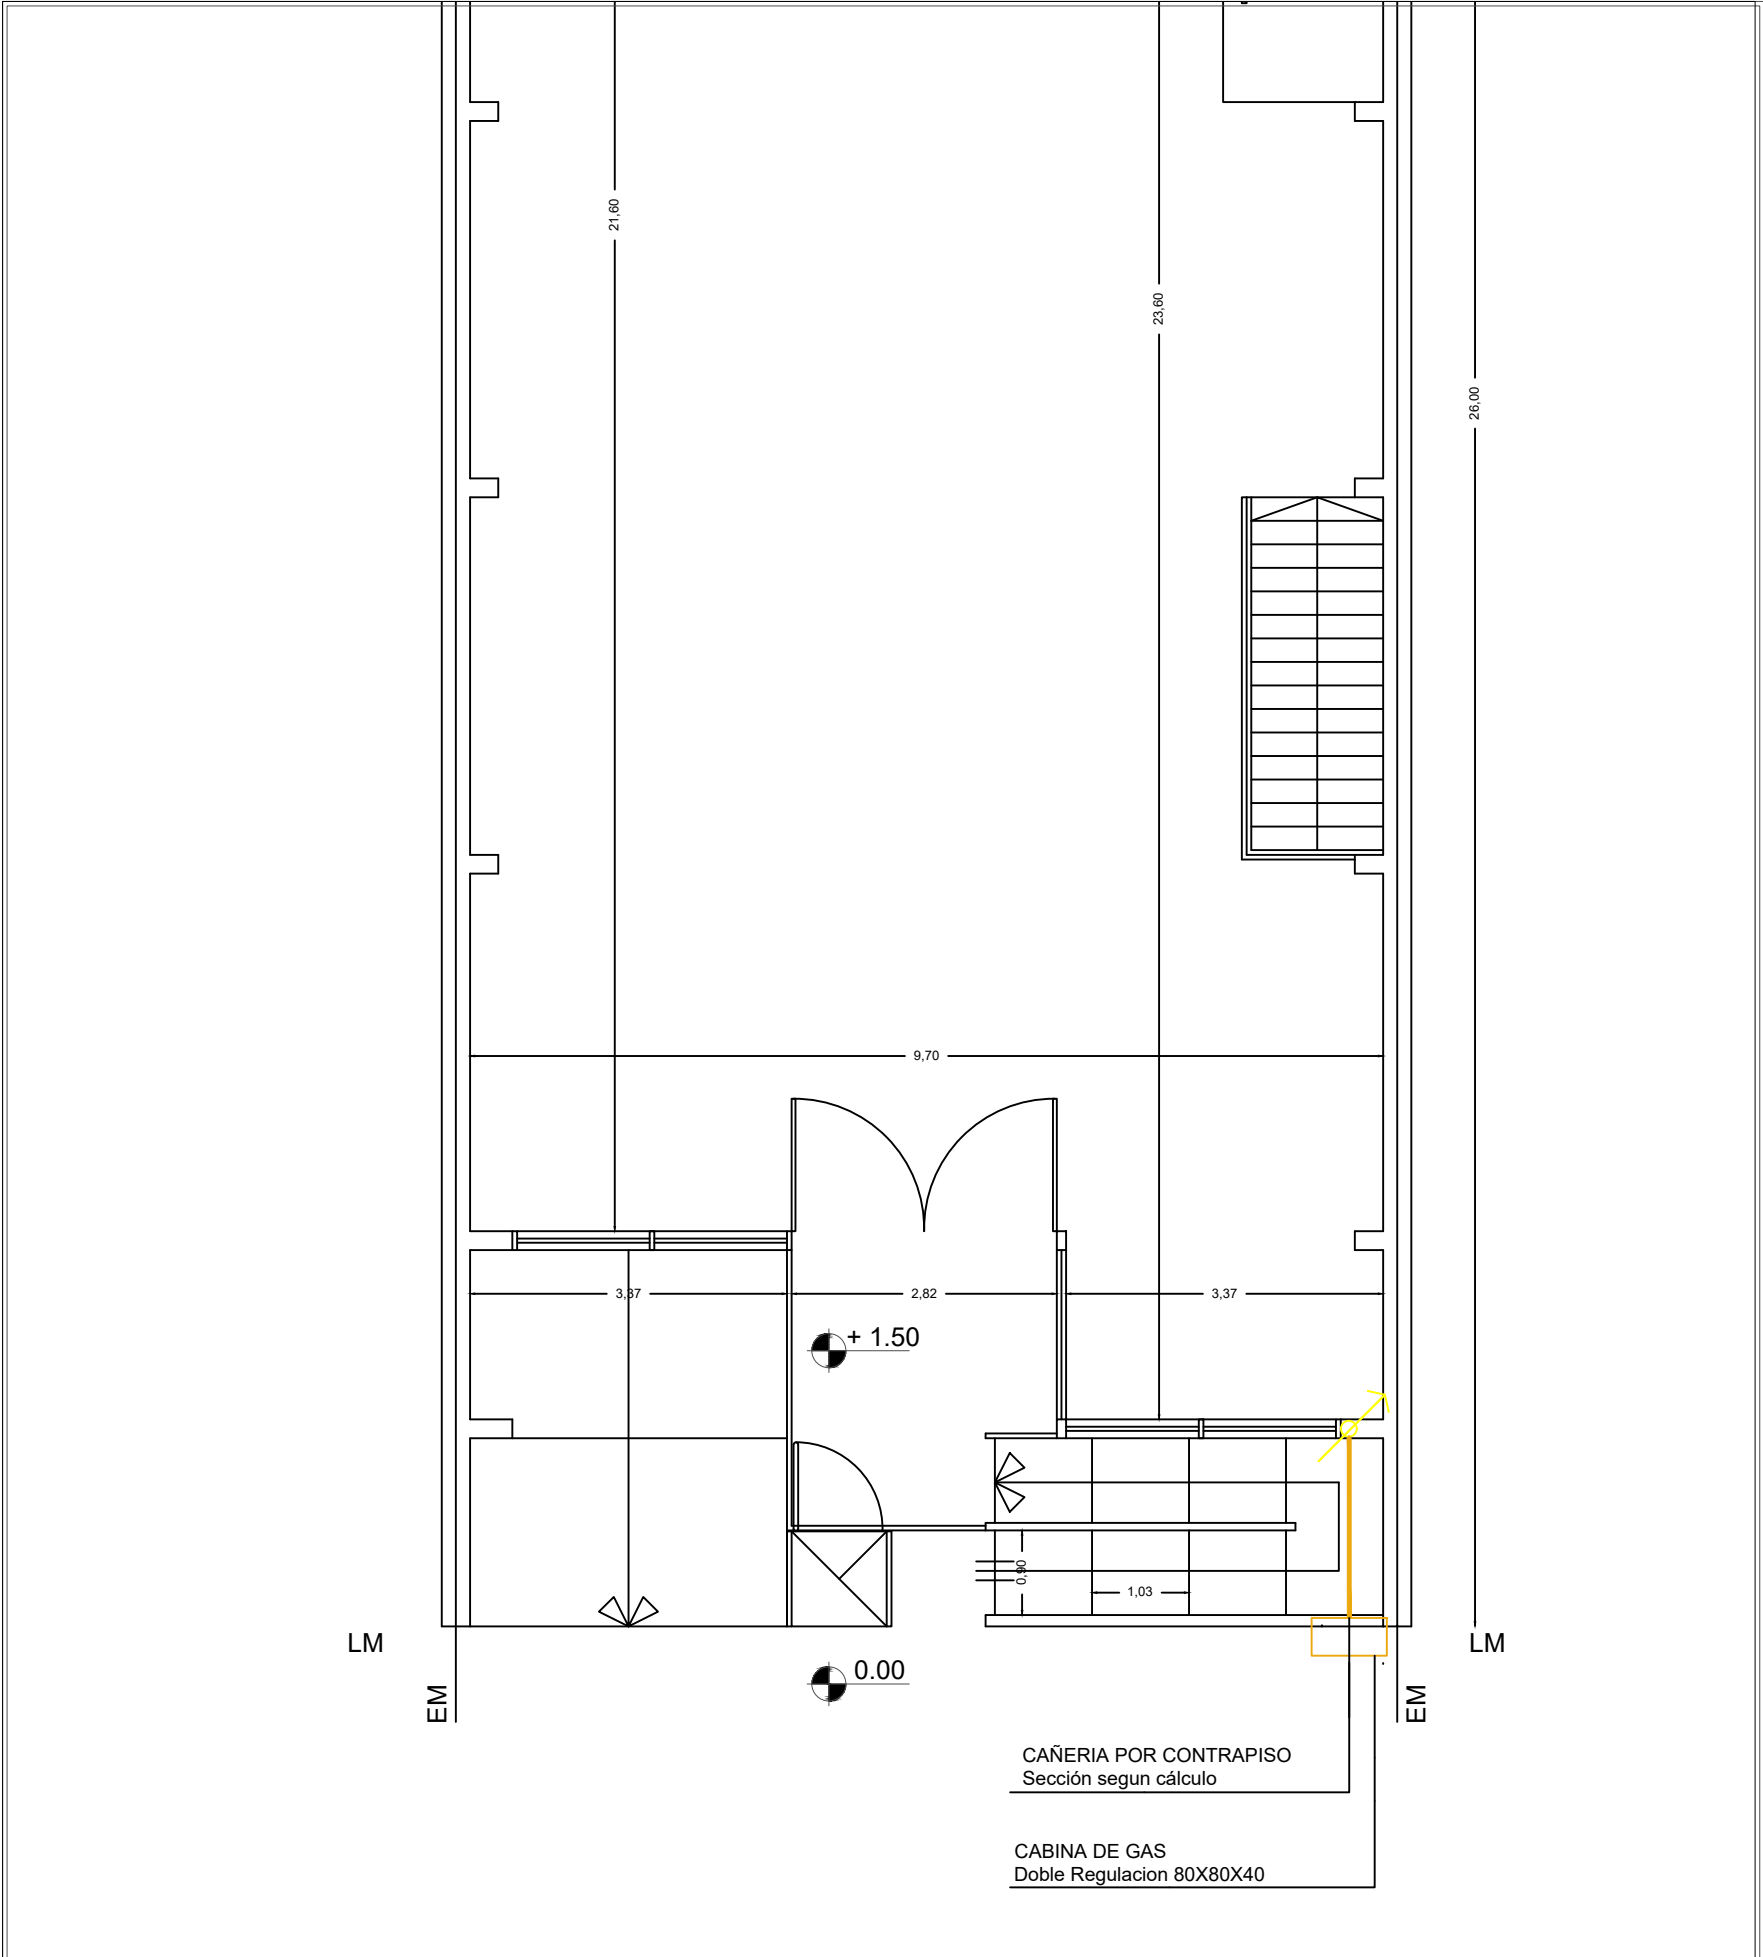 21,60
23,60
26,00
9,70
3,37
2,82
3,37
+ 1.50
0,90
1,03
LM
LM
0.00
EM
EM
CAÑERIA POR CONTRAPISO
Sección segun cálculo
CABINA DE GAS
Doble Regulacion 80X80X40